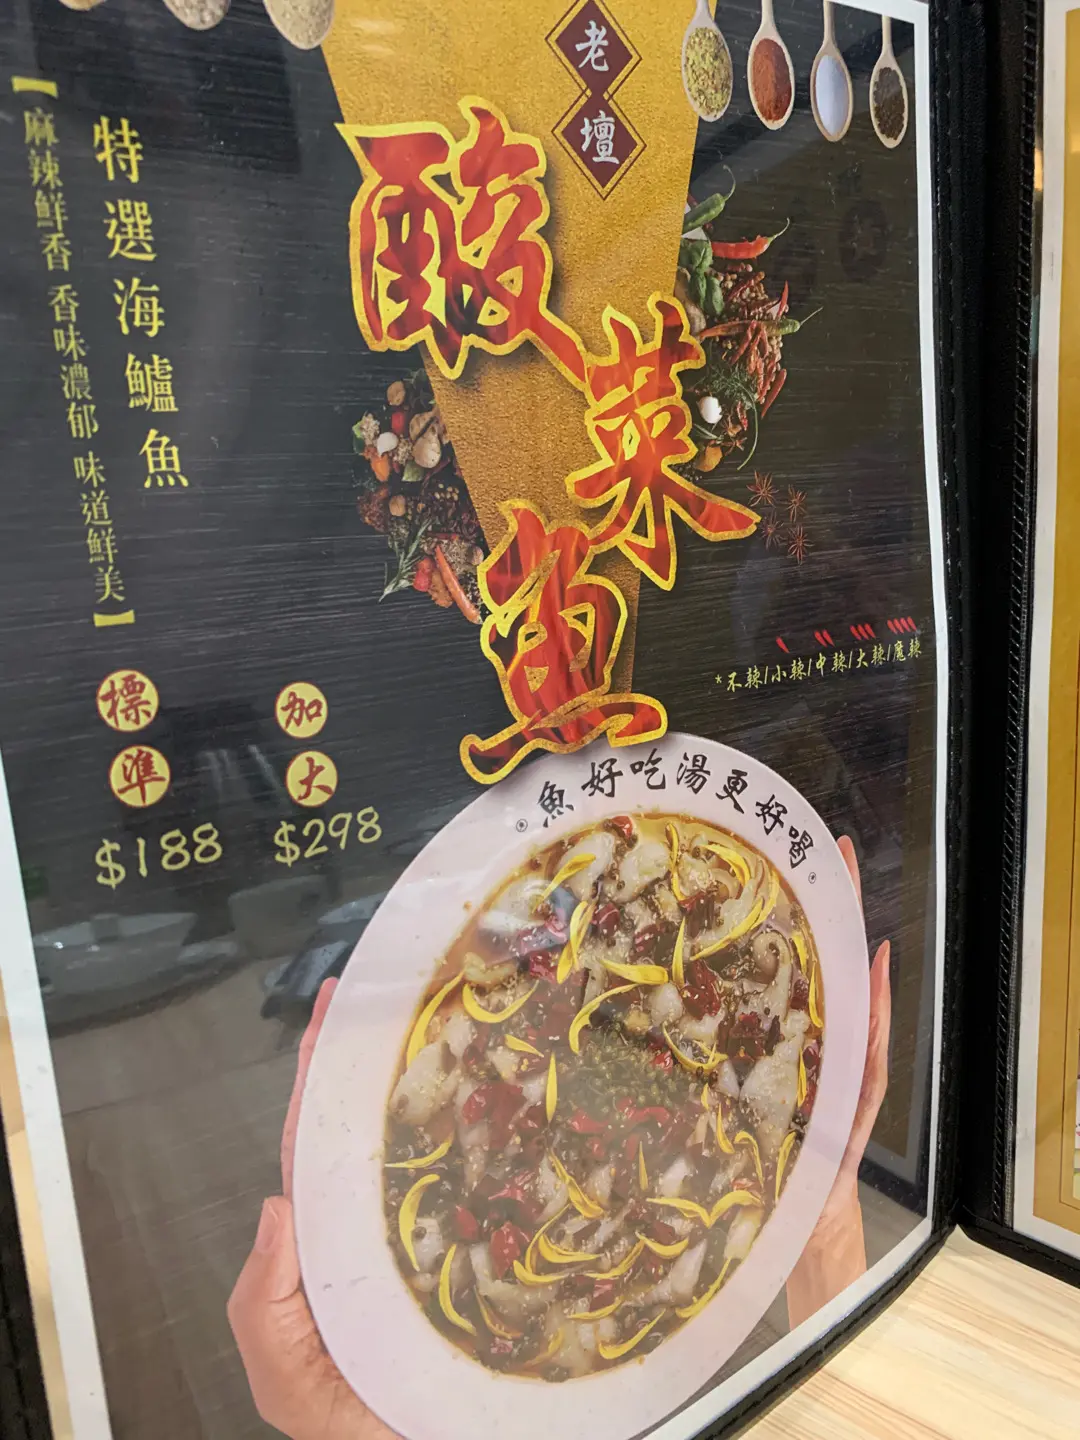 老壇
酸菜魚
特選海鱸魚
【麻辣鮮香 香味濃郁 味道鮮美】
*不辣/小辣/中辣/大辣/魔辣
標準
$188
加大
$298
魚好吃湯更好喝